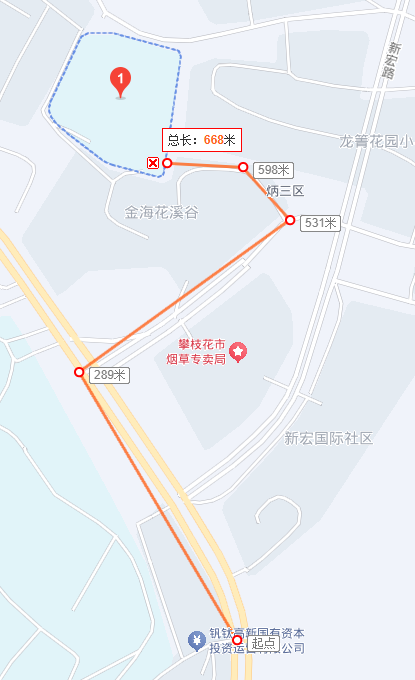 新宏路
1
总长：668米
龙箐花园小
598米
炳三区
金海花溪谷
531米
攀枝花市
烟草专卖局
289米
新宏国际社区
钒钛高新国有资本
起点
投资运营有限公司